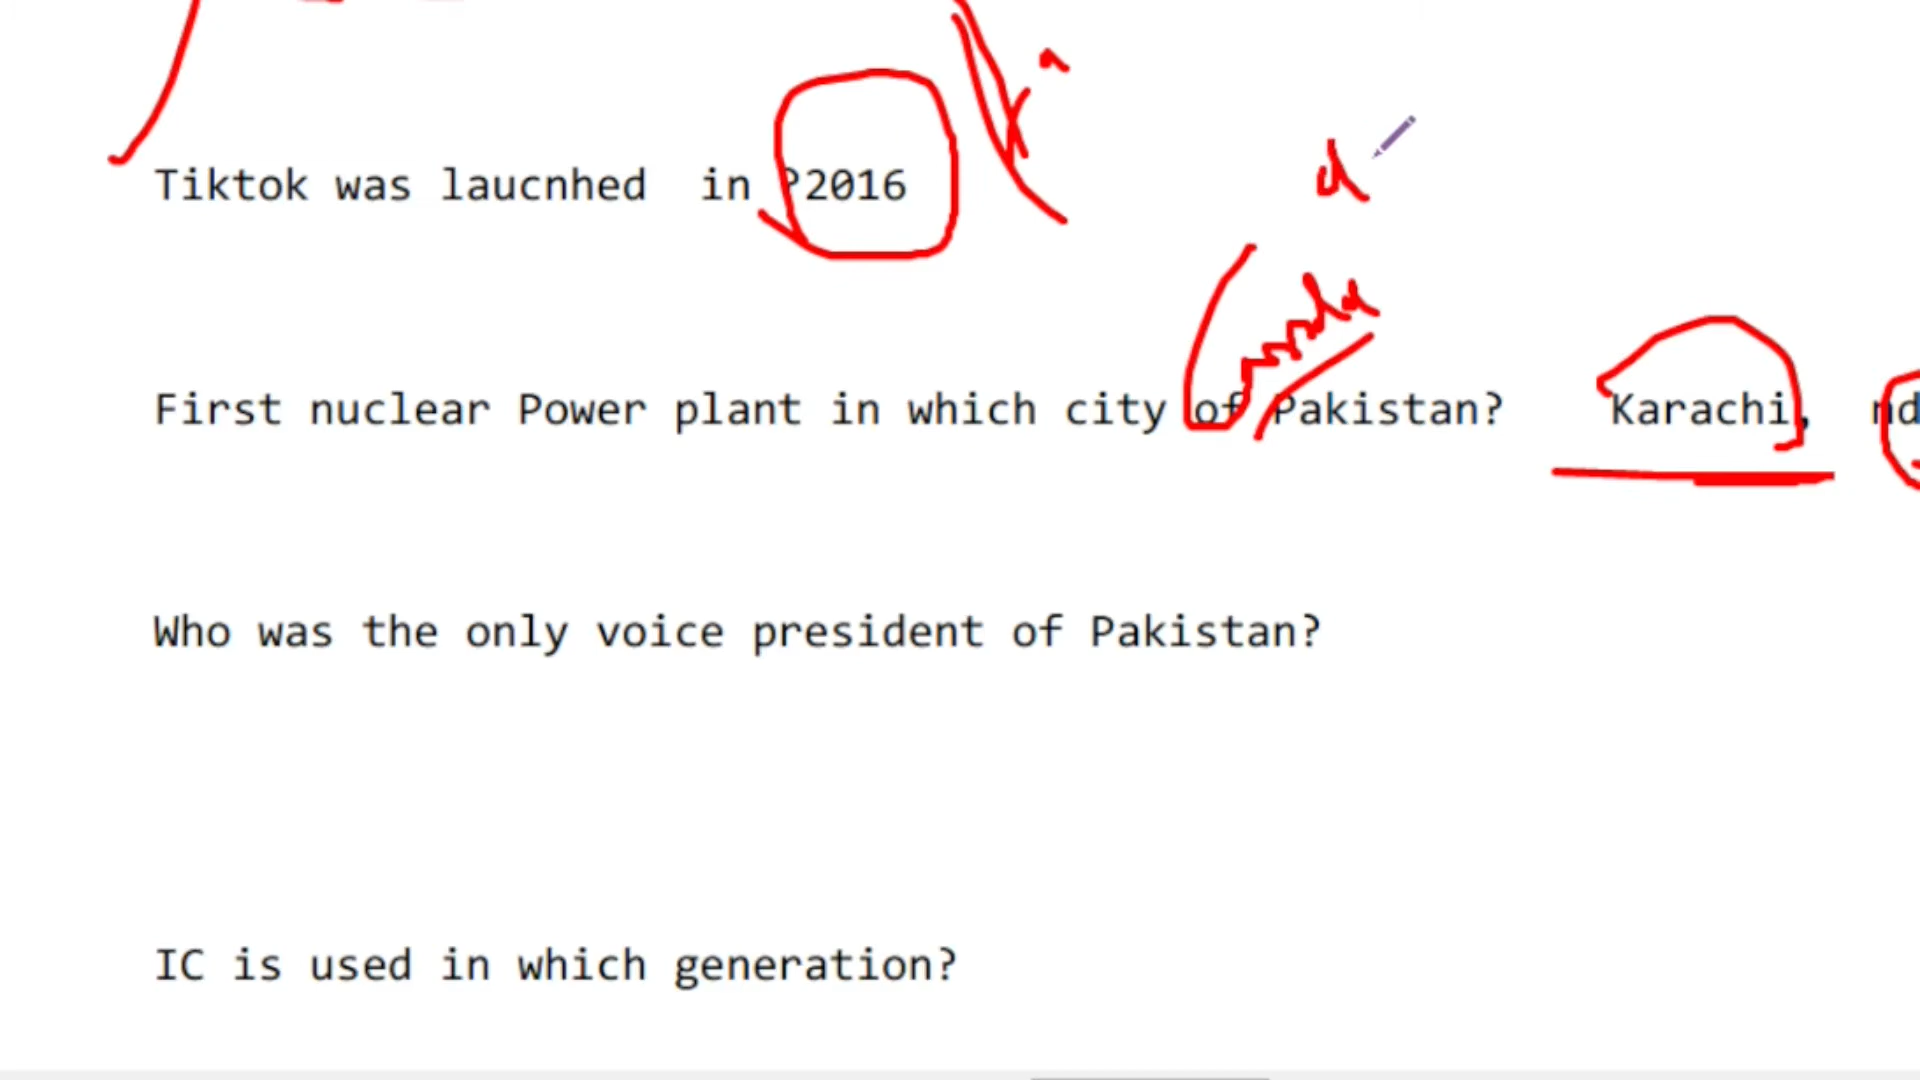 Tiktok was laucnhed in ?2016
First nuclear Power plant in which city of Pakistan? Karachi, nd
Who was the only voice president of Pakistan?
IC is used in which generation?